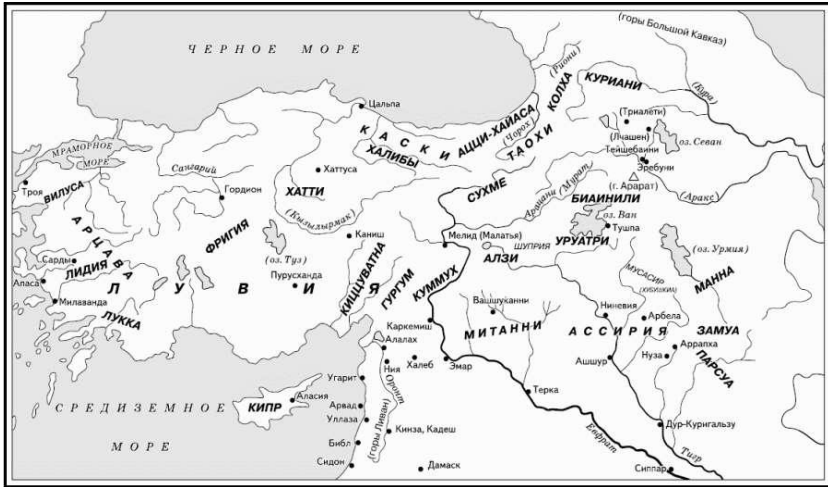 ЧЕРНОЕ МОРЕ
(горы Большой Кавказ)
(Риони)
КОЛХА
КУРИАНИ
(Кура)
Цальпа
КАСКИ
АЦЦИ-ХАЙАСА
(Чорох)
ТАОХИ
(Триалети)
(Лчашен)
оз. Севан
Тейшебаини
Эребуни
МРАМОРНОЕ
МОРЕ
Сангарий
Хаттуса
ХАЛИБЫ
Троя
ВИЛУСА
Гордион
ХАТТИ
СУХМЕ
Арацани (Мурат)
(г. Арарат)
БИАИНИЛИ
(Аракс)
(Кызылырмак)
оз. Ван
Тушпа
АРЦАВА
ФРИГИЯ
Каниш
Мелид (Малатья)
ШУПРИЯ
УРУАТРИ
Сарды
(оз. Туз)
АЛЗИ
(оз. Урмия)
ЛИДИЯ
Апаса
ЛУВИЯ
Пурусханда
КИЦЦУВАТНА
ГУРГУМ
КУММУХ
МУСАСИР
(ХУБУШКИА)
МАННА
Милаванда
Вашшуканни
Ниневия
ЛУККА
Каркемиш
МИТАННИ
АССИРИЯ
Арбела
ЗАМУА
Алалах
Аррапха
Ния
Халеб
Эмар
Ашшур
Нуза
ПАРСУА
Угарит
Оронт
Терка
СРЕДИЗЕМНОЕ
МОРЕ
КИПР
Аласия
Арвад
Уллаза
(горы Ливан)
Кинза, Кадеш
Дур-Куригальзу
Библ
Евфрат
Тигр
Сидон
Дамаск
Сиппар